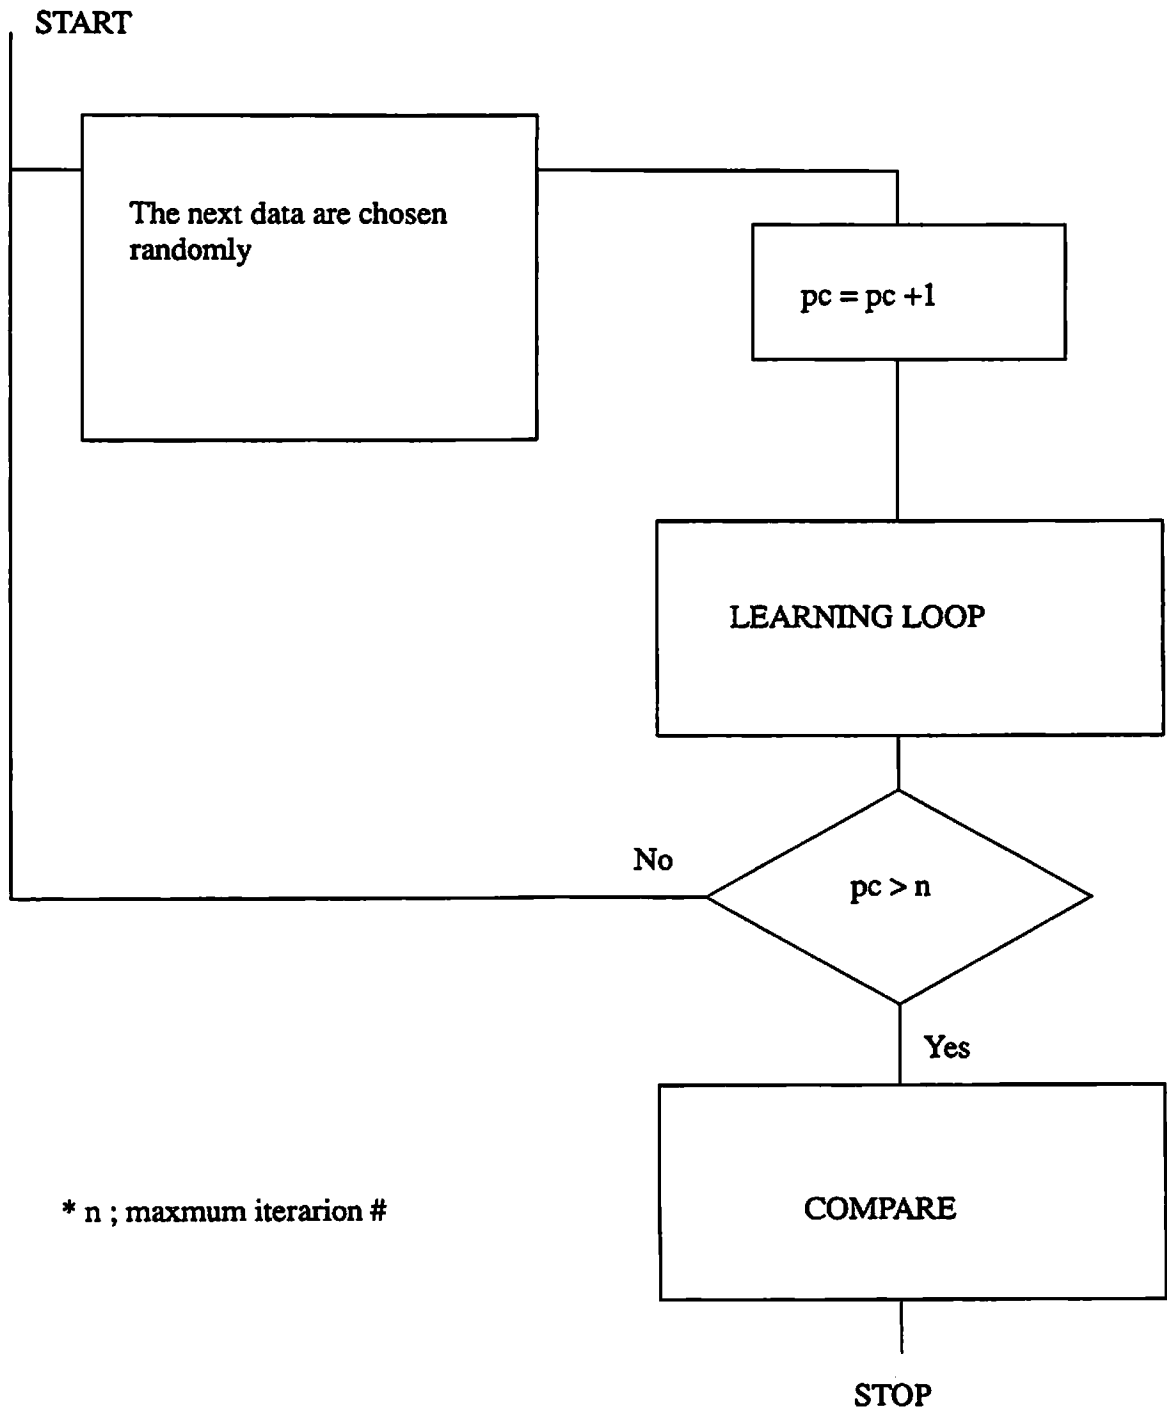 START
The next data are chosen
randomly
pc = pc +1
LEARNING LOOP
No
pc > n
Yes
* n ; maxmum iterarion #
COMPARE
STOP